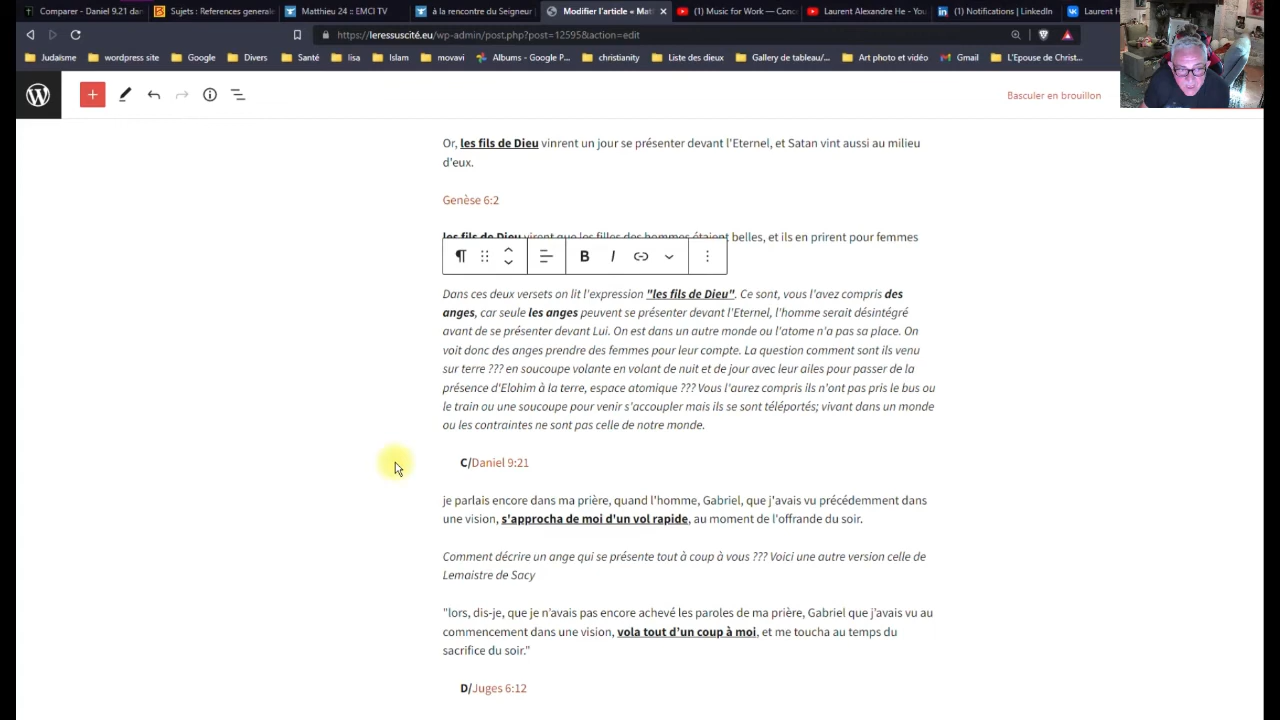 Comparer - Daniel 9.21 dan
Sujets : References generale
Matthieu 24 :: EMCI TV
à la rencontre du Seigneur
Modifier l'article « Matt
(1) Music for Work — Conc
Laurent Alexandre He - You
(1) Notifications | LinkedIn
Laurent H
https://leressuscité.eu/wp-admin/post.php?post=12595&action=edit
Judaïsme
wordpress site
Google
Divers
Santé
lisa
Islam
movavi
Albums - Google P...
christianity
Liste des dieux
Gallery de tableau/...
Art photo et vidéo
Gmail
L'Epouse de Christ...
Basculer en brouillon
Or, les fils de Dieu vinrent un jour se présenter devant l'Eternel, et Satan vint aussi au milieu
d'eux.
Genèse 6:2
les fils de Dieu virent que les filles des hommes étaient belles, et ils en prirent pour femmes
B I
Dans ces deux versets on lit l'expression "les fils de Dieu". Ce sont, vous l'avez compris des
anges, car seule les anges peuvent se présenter devant l'Eternel, l'homme serait désintégré
avant de se présenter devant Lui. On est dans un autre monde ou l'atome n'a pas sa place. On
voit donc des anges prendre des femmes pour leur compte. La question comment sont ils venu
sur terre ??? en soucoupe volante en volant de nuit et de jour avec leur ailes pour passer de la
présence d'Elohim à la terre, espace atomique ??? Vous l'aurez compris ils n'ont pas pris le bus ou
le train ou une soucoupe pour venir s'accoupler mais ils se sont téléportés; vivant dans un monde
ou les contraintes ne sont pas celle de notre monde.
C/Daniel 9:21
je parlais encore dans ma prière, quand l'homme, Gabriel, que j'avais vu précédemment dans
une vision, s'approcha de moi d'un vol rapide, au moment de l'offrande du soir.
Comment décrire un ange qui se présente tout à coup à vous ??? Voici une autre version celle de
Lemaistre de Sacy
"lors, dis-je, que je n'avais pas encore achevé les paroles de ma prière, Gabriel que j'avais vu au
commencement dans une vision, vola tout d'un coup à moi, et me toucha au temps du
sacrifice du soir."
D/Juges 6:12